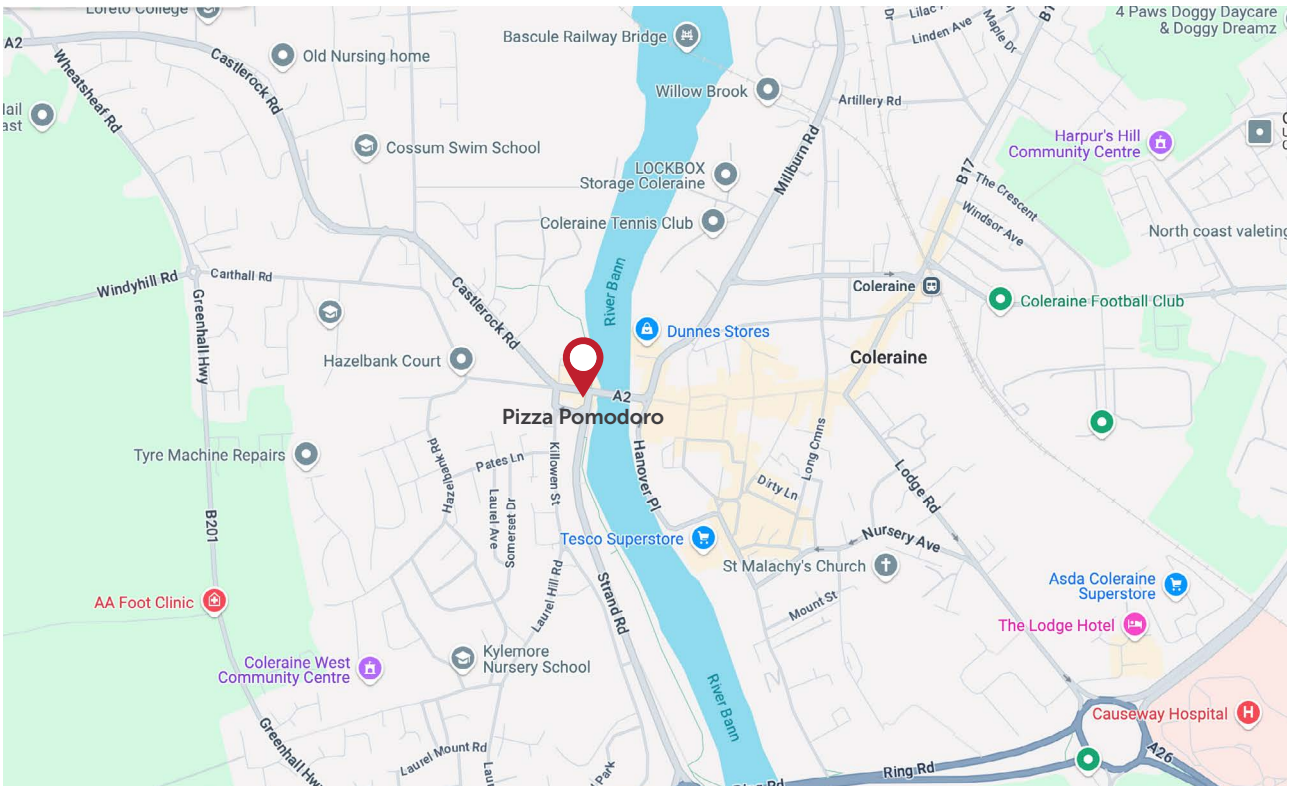 Loreto College
B201
A2
Wheatsheaf Rd
Castlerock Rd
Old Nursing home
Bascule Railway Bridge
Willow Brook
Artillery Rd
Linden Ave
Maple Dr
Dr
4 Paws Doggy Daycare
& Doggy Dreamz
Cossum Swim School
LOCKBOX
Storage Coleraine
Coleraine Tennis Club
Millburn Rd
Harpur's Hill
Community Centre
B17
The Crescent
Windsor Ave
North coast valeting
Windyhill Rd
Greenhall Hwy
Castlerock Rd
River Bann
Coleraine
Coleraine Football Club
Dunnes Stores
Coleraine
Hazelbank Court
A2
Pizza Pomodoro
Tyre Machine Repairs
Hazelbank Rd
Pates Ln
Killowen St
Laurel Ave
Somerset Dr
Hanover Pl
Long Cmns
Dirty Ln
Lodge Rd
Nursery Ave
B201
Tesco Superstore
St Malachy's Church
AA Foot Clinic
Laurel Hill Rd
Strand Rd
Mount St
Asda Coleraine
Superstore
The Lodge Hotel
Coleraine West
Community Centre
Kylemore
Nursery School
River Bann
Causeway Hospital
Greenhall Hwy
Laurel Mount Rd
Park
Ring Rd
A26